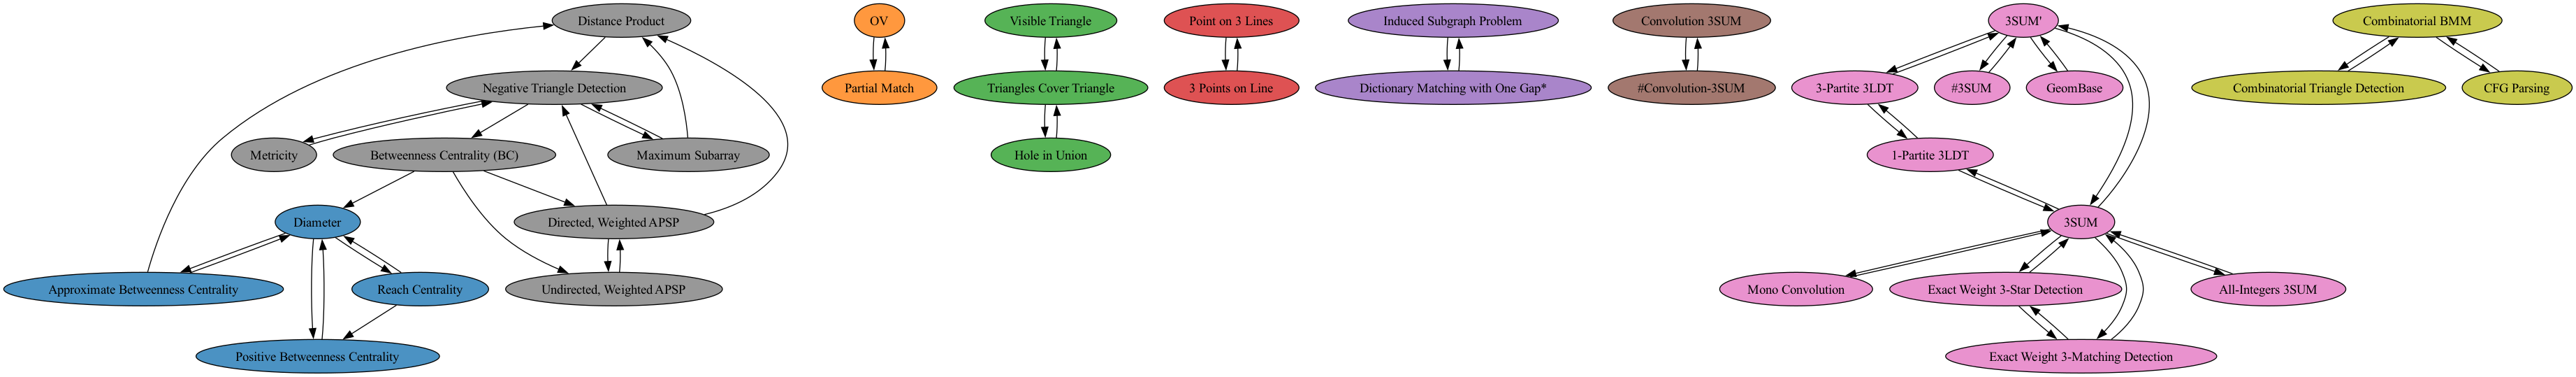 Distance Product
OV
Visible Triangle
Point on 3 Lines
Induced Subgraph Problem
Convolution 3SUM
3SUM'
Combinatorial BMM
Negative Triangle Detection
Partial Match
Triangles Cover Triangle
3 Points on Line
Dictionary Matching with One Gap*
#Convolution-3SUM
3-Partite 3LDT
#3SUM
GeomBase
Combinatorial Triangle Detection
CFG Parsing
Metricity
Betweenness Centrality (BC)
Maximum Subarray
Hole in Union
1-Partite 3LDT
Diameter
Directed, Weighted APSP
3SUM
Approximate Betweenness Centrality
Reach Centrality
Undirected, Weighted APSP
Mono Convolution
Exact Weight 3-Star Detection
All-Integers 3SUM
Positive Betweenness Centrality
Exact Weight 3-Matching Detection